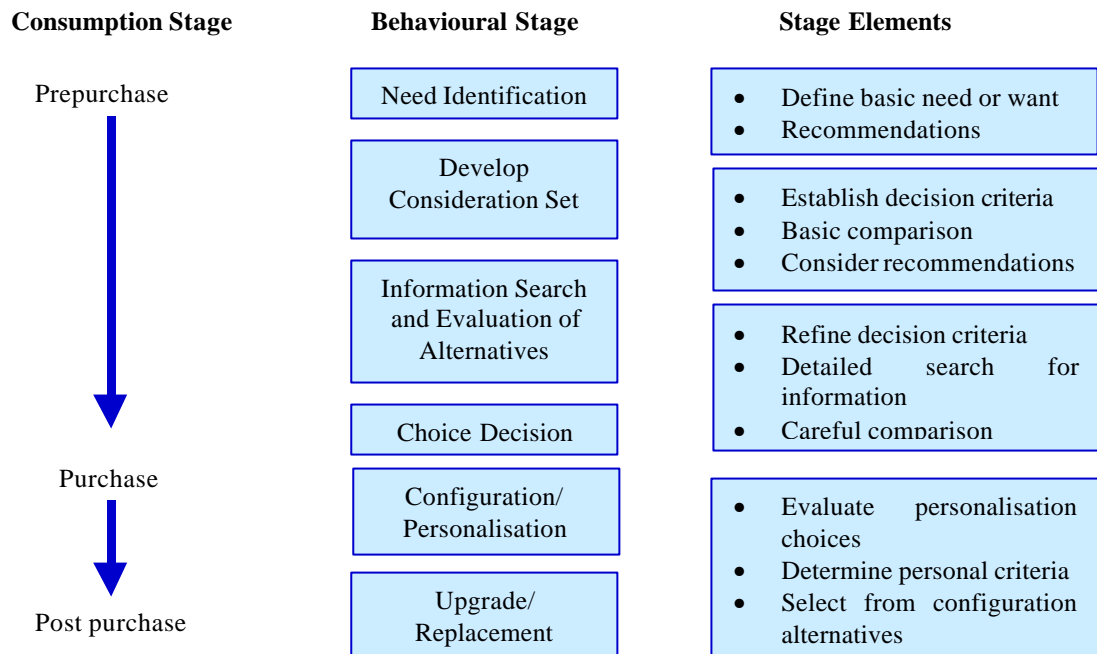 Consumption Stage
Behavioural Stage
Stage Elements
Prepurchase
Purchase
Post purchase
Need Identification
Develop
Consideration Set
Information Search
and Evaluation of
Alternatives
Choice Decision
Configuration/
Personalisation
Upgrade/
Replacement
• Define basic need or want
• Recommendations
• Establish decision criteria
• Basic comparison
• Consider recommendations
• Refine decision criteria
• Detailed search for
information
• Careful comparison
• Evaluate personalisation
choices
• Determine personal criteria
• Select from configuration
alternatives